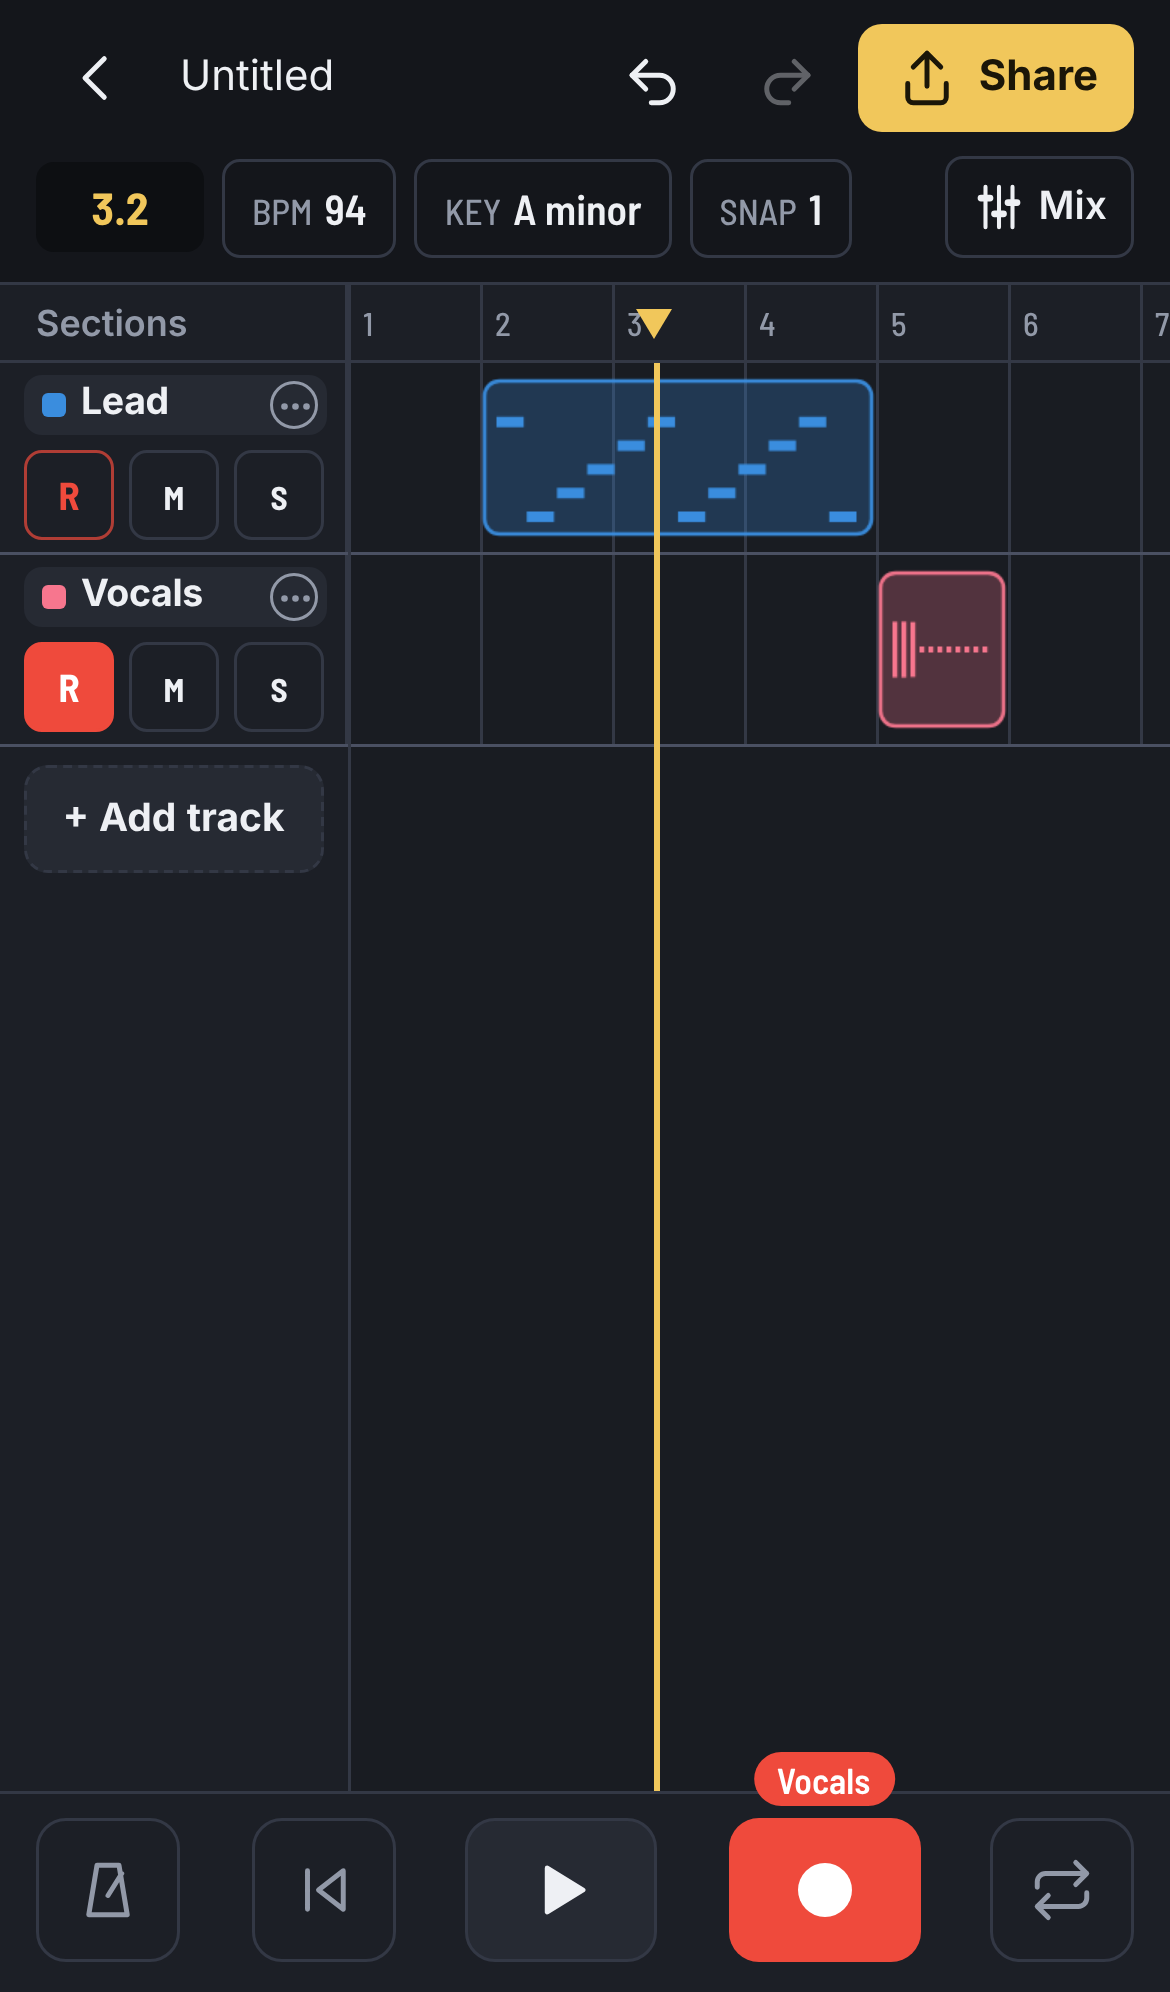 Untitled
Share
3.2
BPM 94
KEY A minor
SNAP 1
Mix
Sections
1 2 3 4 5 6 7
Lead
R M S
Vocals
R M S
+ Add track
Vocals